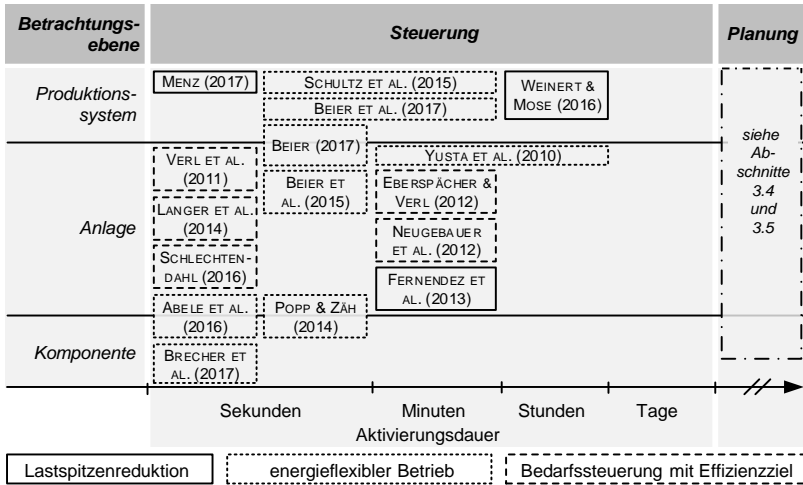 Betrachtungs-
ebene
Steuerung
Planung
Produktions-
system
MENZ (2017)
SCHULTZ ET AL. (2015)
WEINERT &
MOSE (2016)
BEIER ET AL. (2017)
BEIER (2017)
Anlage
VERL ET AL.
(2011)
YUSTA ET AL. (2010)
BEIER ET
AL. (2015)
EBERSPÄCHER &
VERL (2012)
LANGER ET AL.
(2014)
NEUGEBAUER
ET AL. (2012)
SCHLECHTEN-
DAHL (2016)
FERNENDEZ ET
AL. (2013)
ABELE ET AL.
(2016)
POPP & ZÄH
(2014)
Komponente
BRECHER ET
AL. (2017)
siehe
Ab-
schnitte
3.4
und
3.5
Sekunden
Minuten
Stunden
Tage
Aktivierungsdauer
Lastspitzenreduktion
energieflexibler Betrieb
Bedarfssteuerung mit Effizienzziel